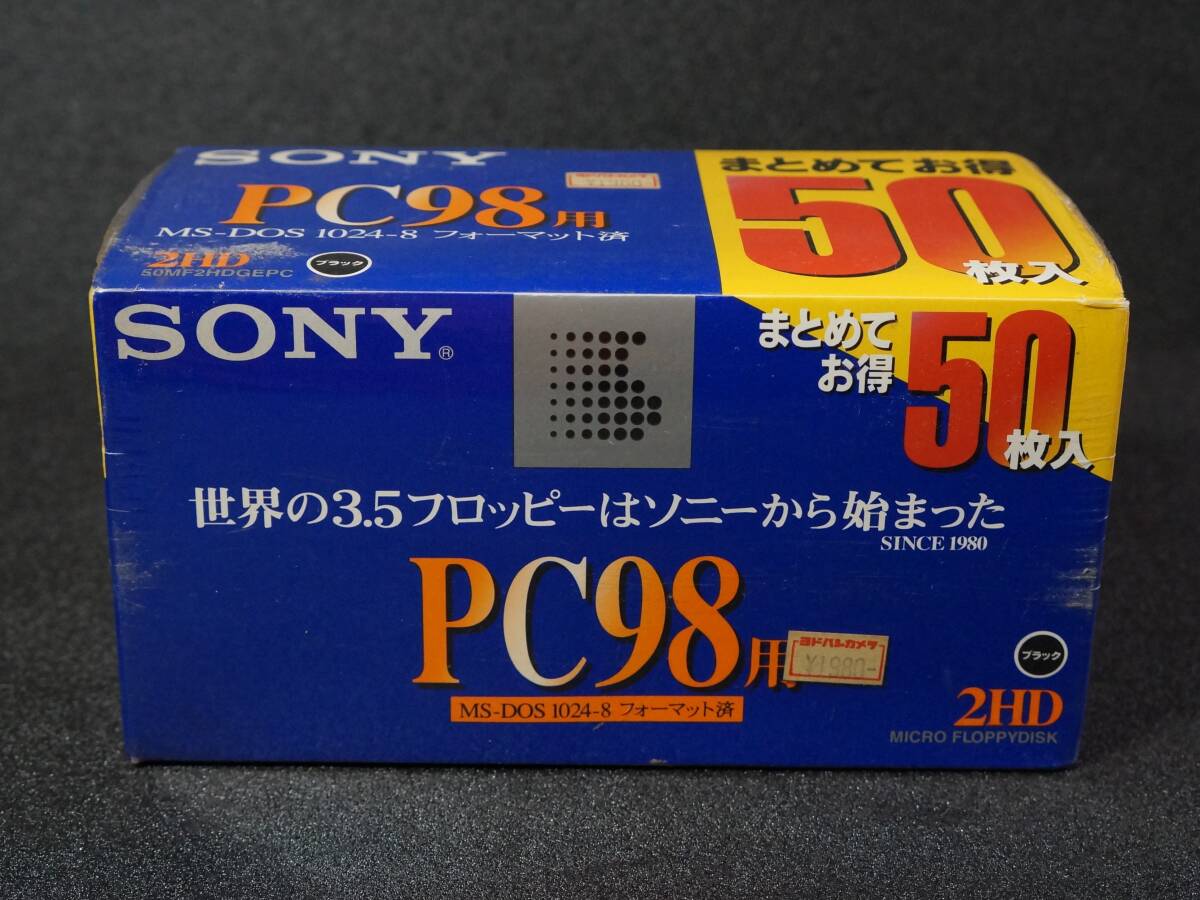 SONY
まとめてお得
50
枚入
PC98用
MS-DOS 1024-8 フォーマット済
2HD
50MF2HDGEPC
ブラック
SONY®
まとめて
お得
50
枚入
世界の3.5フロッピーはソニーから始まった
SINCE 1980
PC98用
ヨドバシカメラ
¥1980-
MS-DOS 1024-8 フォーマット済
ブラック
2HD
MICRO FLOPPYDISK